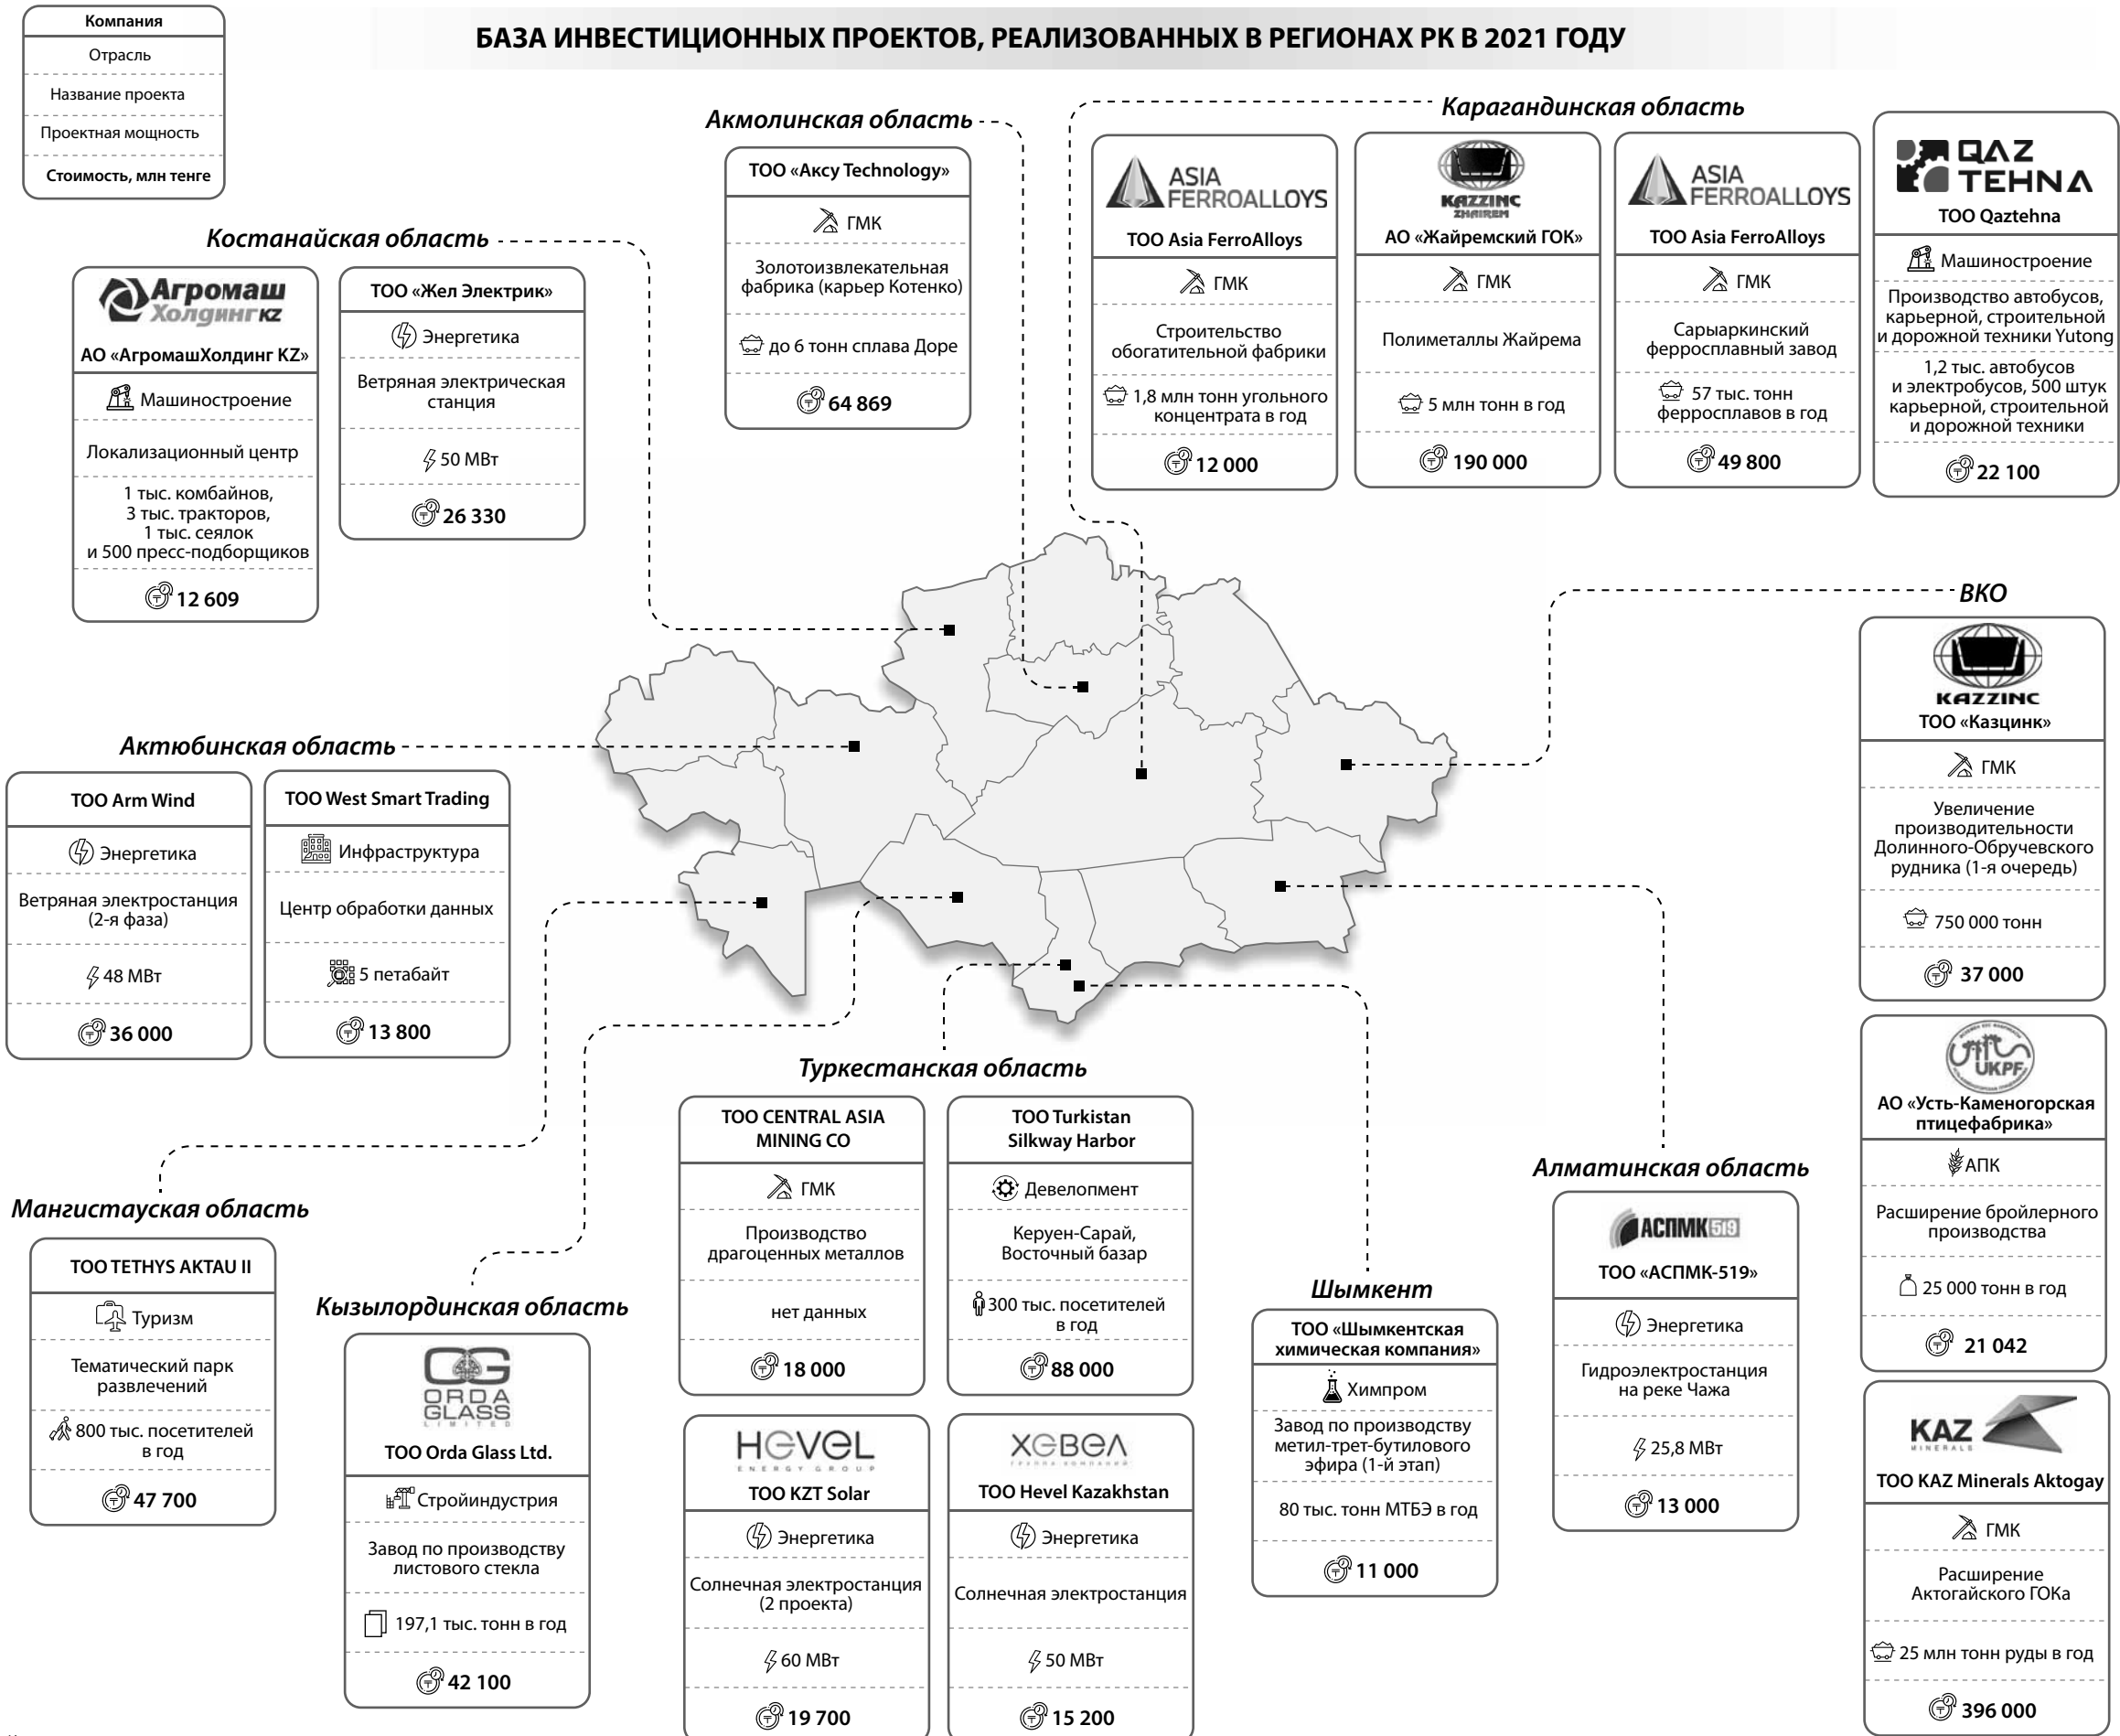 Компания
Отрасль
Название проекта
Проектная мощность
Стоимость, млн тенге
БАЗА ИНВЕСТИЦИОННЫХ ПРОЕКТОВ, РЕАЛИЗОВАННЫХ В РЕГИОНАХ РК В 2021 ГОДУ
Костанайская область
Агромаш
Холдинг KZ
АО «АгромашХолдинг KZ»
Машиностроение
Локализационный центр
1 тыс. комбайнов,
3 тыс. тракторов,
1 тыс. сеялок
и 500 пресс-подборщиков
12 609
ТОО «Жел Электрик»
Энергетика
Ветряная электрическая
станция
50 МВт
26 330
Акмолинская область
ТОО «Аксу Technology»
ГМК
Золотоизвлекательная
фабрика (карьер Котенко)
до 6 тонн сплава Доре
64 869
Карагандинская область
ASIA
FERROALLOYS
ТОО Asia FerroAlloys
ГМК
Строительство
обогатительной фабрики
1,8 млн тонн угольного
концентрата в год
12 000
KAZZINC
ZHAIREM
АО «Жайремский ГОК»
ГМК
Полиметаллы Жайрема
5 млн тонн в год
190 000
ASIA
FERROALLOYS
ТОО Asia FerroAlloys
ГМК
Сарыаркинский
ферросплавный завод
57 тыс. тонн
ферросплавов в год
49 800
QAZ
TEHNA
ТОО Qaztehna
Машиностроение
Производство автобусов,
карьерной, строительной
и дорожной техники Yutong
1,2 тыс. автобусов
и электробусов, 500 штук
карьерной, строительной
и дорожной техники
22 100
ВКО
KAZZINC
ТОО «Казцинк»
ГМК
Увеличение
производительности
Долинного-Обручевского
рудника (1-я очередь)
750 000 тонн
37 000
UKPF
АО «Усть-Каменогорская
птицефабрика»
АПК
Расширение бройлерного
производства
25 000 тонн в год
21 042
KAZ
MINERALS
ТОО KAZ Minerals Aktogay
ГМК
Расширение
Актогайского ГОКа
25 млн тонн руды в год
396 000
Актюбинская область
ТОО Arm Wind
Энергетика
Ветряная электростанция
(2-я фаза)
48 МВт
36 000
ТОО West Smart Trading
Инфраструктура
Центр обработки данных
5 петабайт
13 800
Мангистауская область
ТОО TETHYS AKTAU II
Туризм
Тематический парк
развлечений
800 тыс. посетителей
в год
47 700
Кызылординская область
ORDA
GLASS
LIMITED
ТОО Orda Glass Ltd.
Стройиндустрия
Завод по производству
листового стекла
197,1 тыс. тонн в год
42 100
Туркестанская область
ТОО CENTRAL ASIA
MINING CO
ГМК
Производство
драгоценных металлов
нет данных
18 000
ТОО Turkistan
Silkway Harbor
Девелопмент
Керуен-Сарай,
Восточный базар
300 тыс. посетителей
в год
88 000
HEVEL
ENERGY GROUP
ТОО KZT Solar
Энергетика
Солнечная электростанция
(2 проекта)
60 МВт
19 700
ХЕВЕЛ
ГРУППА КОМПАНИЙ
ТОО Hevel Kazakhstan
Энергетика
Солнечная электростанция
50 МВт
15 200
Шымкент
ТОО «Шымкентская
химическая компания»
Химпром
Завод по производству
метил-трет-бутилового
эфира (1-й этап)
80 тыс. тонн МТБЭ в год
11 000
Алматинская область
АСПМК 519
ТОО «АСПМК-519»
Энергетика
Гидроэлектростанция
на реке Чажа
25,8 МВт
13 000